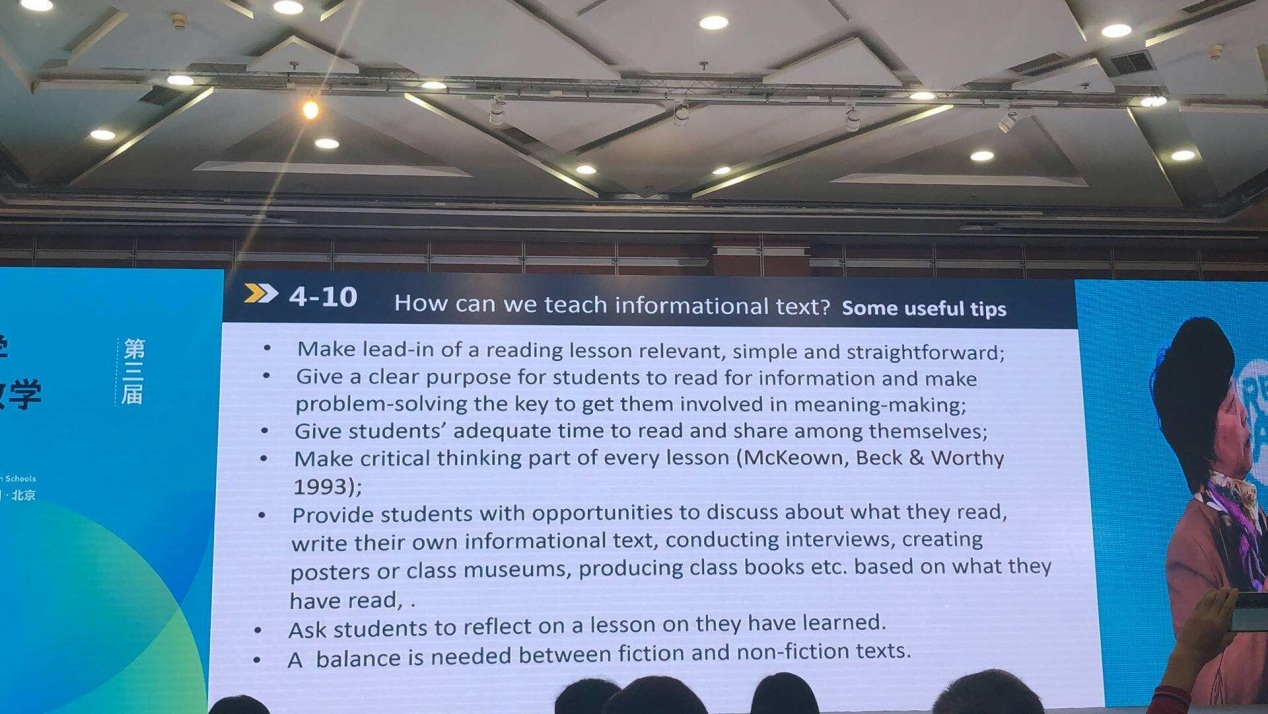 学
教学
第三届
n Schools
· 北京
4-10
How can we teach informational text? Some useful tips
• Make lead-in of a reading lesson relevant, simple and straightforward;
• Give a clear purpose for students to read for information and make
problem-solving the key to get them involved in meaning-making;
• Give students’ adequate time to read and share among themselves;
• Make critical thinking part of every lesson (McKeown, Beck & Worthy
1993);
• Provide students with opportunities to discuss about what they read,
write their own informational text, conducting interviews, creating
posters or class museums, producing class books etc. based on what they
have read, .
• Ask students to reflect on a lesson on they have learned.
• A balance is needed between fiction and non-fiction texts.